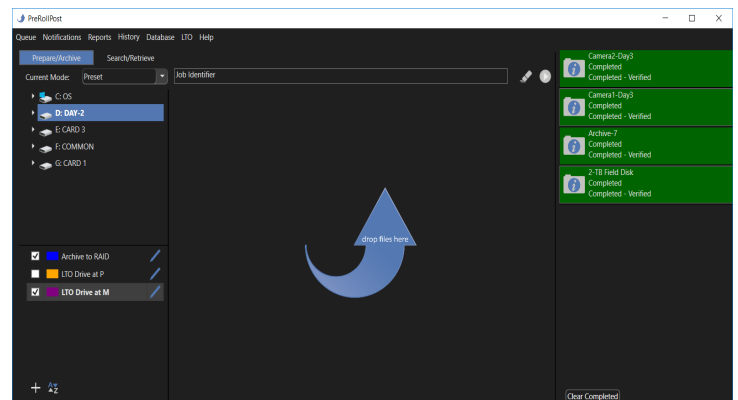 PreRollPost
Queue Notifications Reports History Database LTO Help
Prepare/Archive Search/Retrieve
Current Mode: Preset
Job Identifier
C: OS
D: DAY-2
E: CARD 3
F: COMMON
G: CARD 1
drop files here
Archive to RAID
LTO Drive at P
LTO Drive at M
A
Z
Camera2-Day3
Completed
Completed - Verified
Camera1-Day3
Completed
Completed - Verified
Archive-7
Completed
Completed - Verified
2-TB Field Disk
Completed
Completed - Verified
Clear Completed